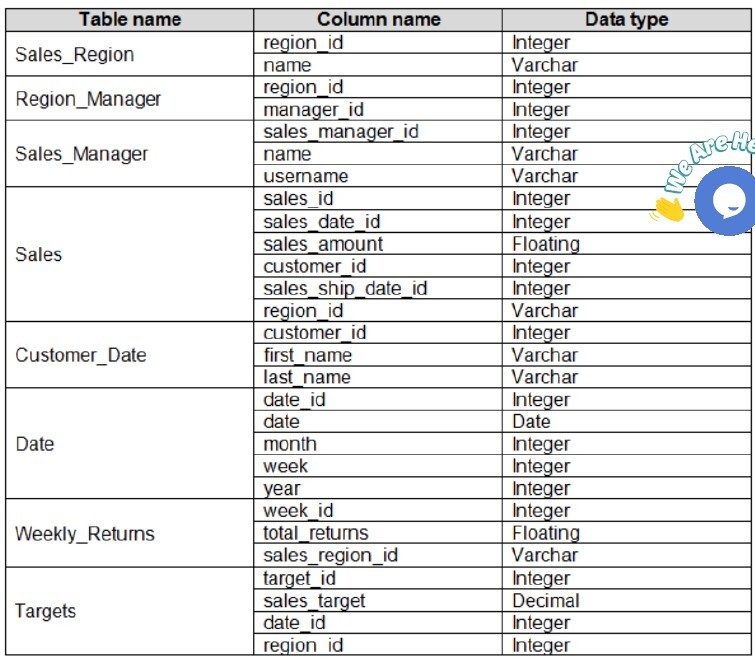 Table name Column name Data type
Sales_Region region_id Integer
name Varchar
Region_Manager region_id Integer
manager_id Integer
Sales_Manager sales_manager_id Integer
name Varchar
username Varchar
We Are He
Sales sales_id Integer
sales_date_id Integer
sales_amount Floating
customer_id Integer
sales_ship_date_id Integer
region_id Varchar
Customer_Date customer_id Integer
first_name Varchar
last_name Varchar
Date date_id Integer
date Date
month Integer
week Integer
year Integer
Weekly_Returns week_id Integer
total_returns Floating
sales_region_id Varchar
Targets target_id Integer
sales_target Decimal
date_id Integer
region_id Integer